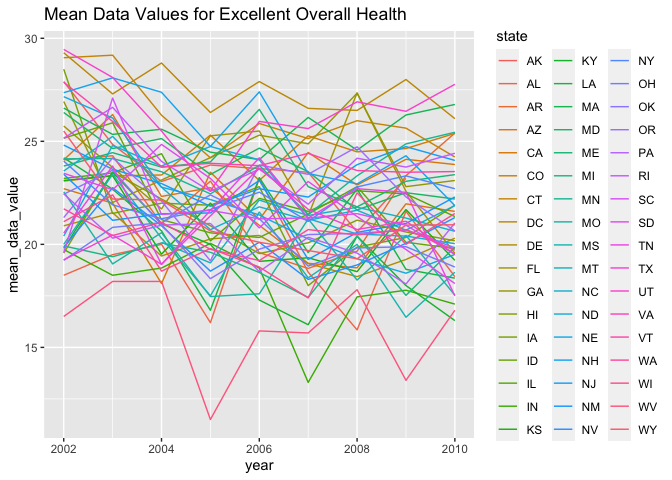 Mean Data Values for Excellent Overall Health
30
25
20
15
mean_data_value
2002 2004 2006 2008 2010
year
state
AK KY NY
AL LA OH
AR MA OK
AZ MD OR
CA ME PA
CO MI RI
CT MN SC
DC MO SD
DE MS TN
FL MT TX
GA NC UT
HI ND VA
IA NE VT
ID NH WA
IL NJ WI
IN NM WV
KS NV WY